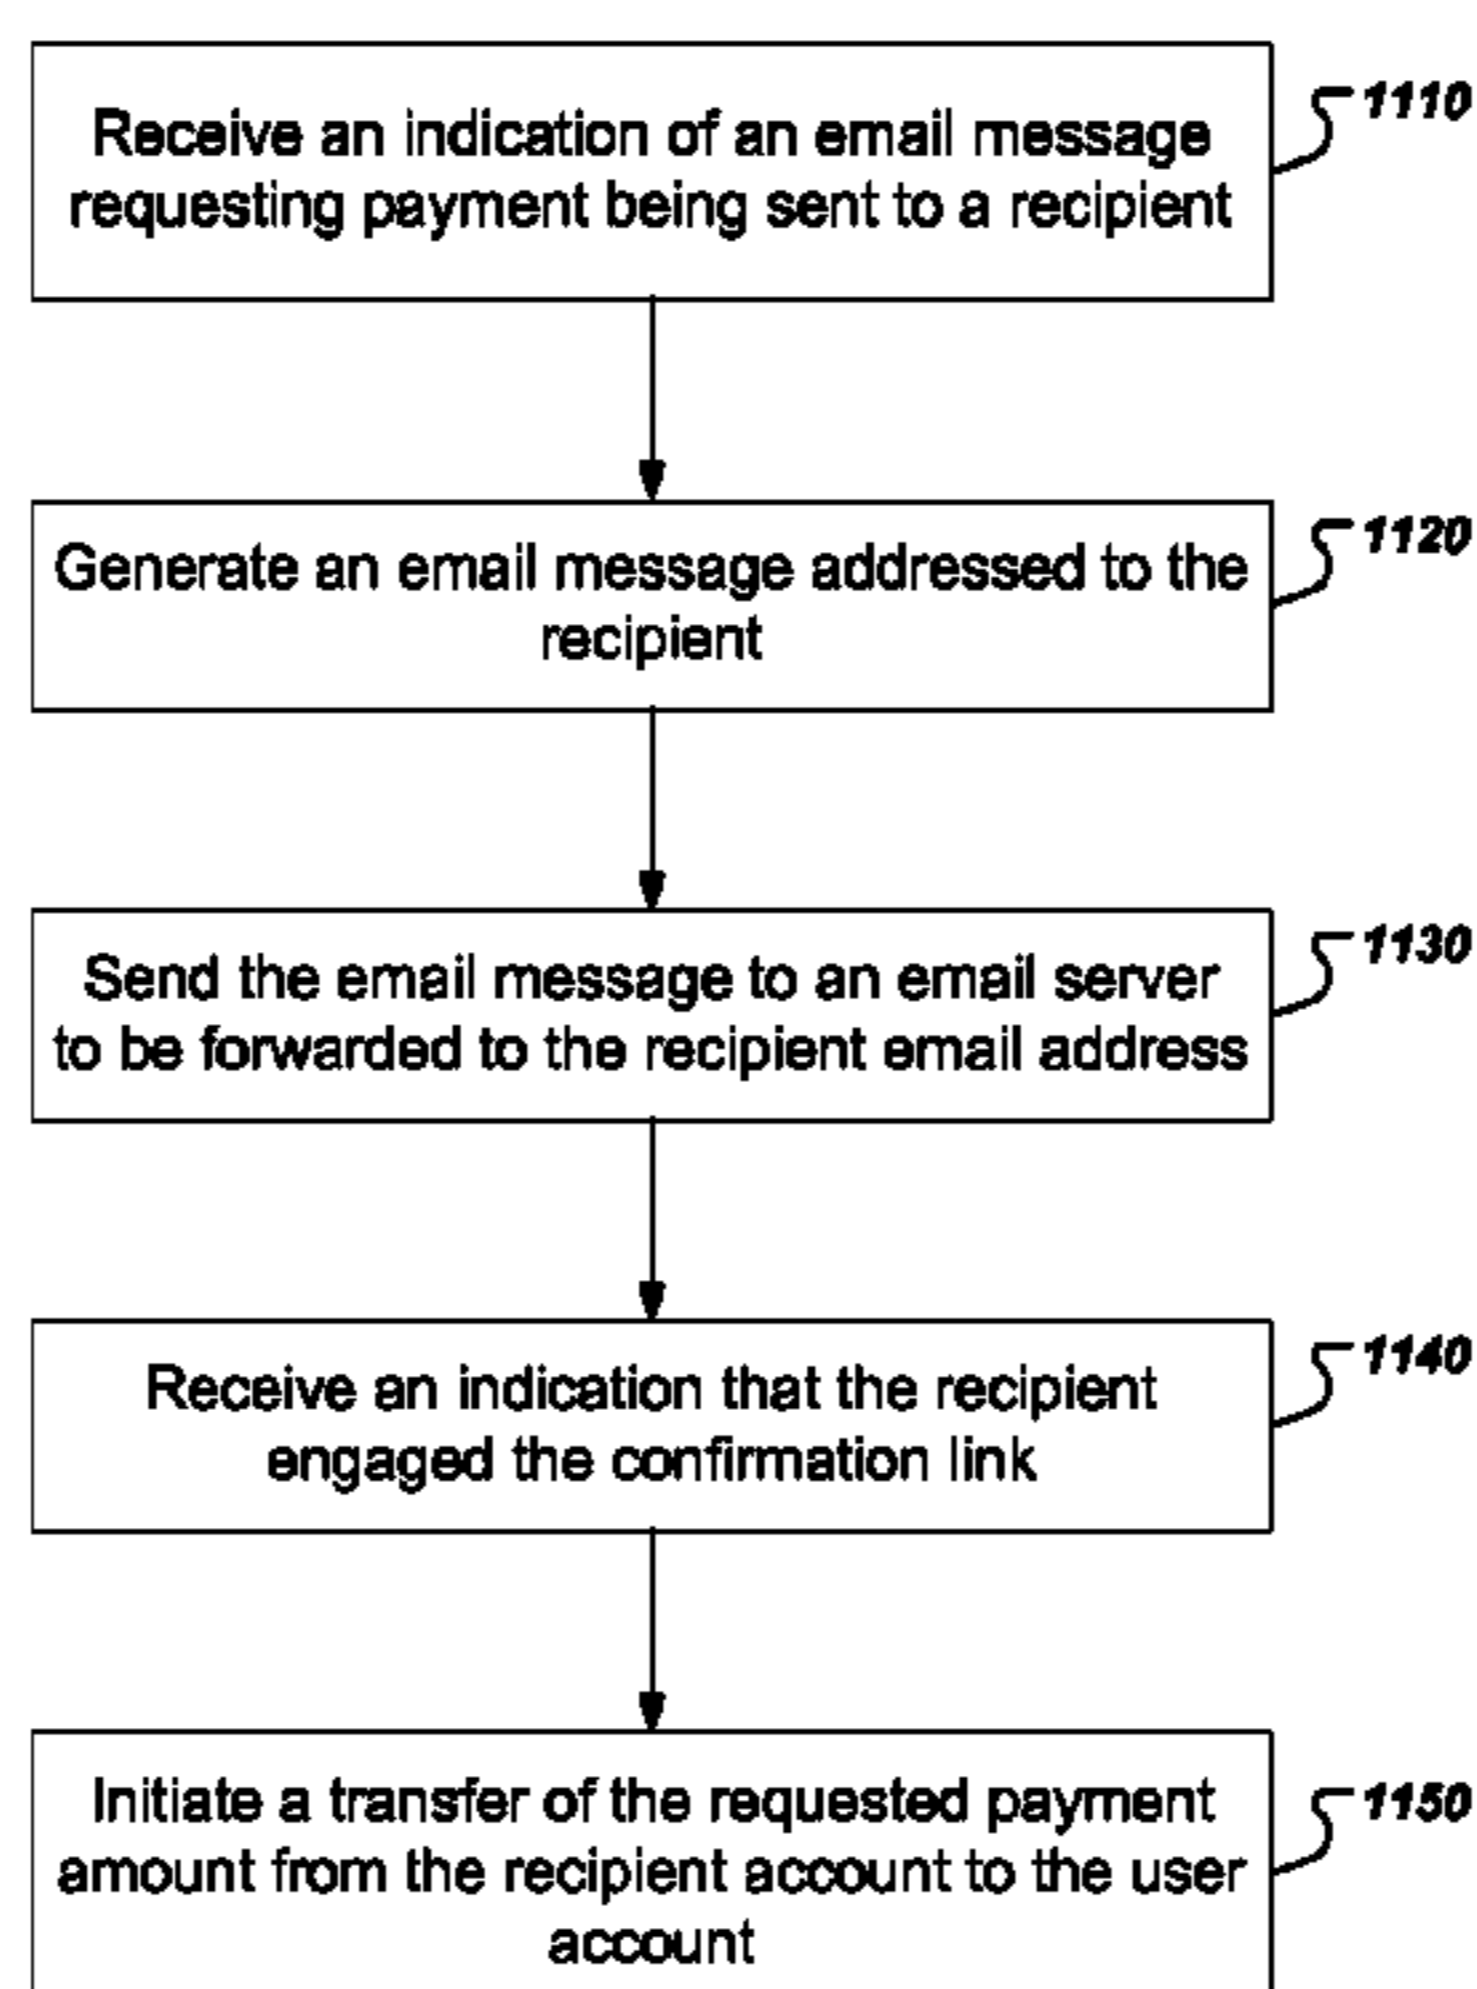 Receive an indication of an email message
requesting payment being sent to a recipient
1110
Generate an email message addressed to the
recipient
1120
Send the email message to an email server
to be forwarded to the recipient email address
1130
Receive an indication that the recipient
engaged the confirmation link
1140
Initiate a transfer of the requested payment
amount from the recipient account to the user
account
1150